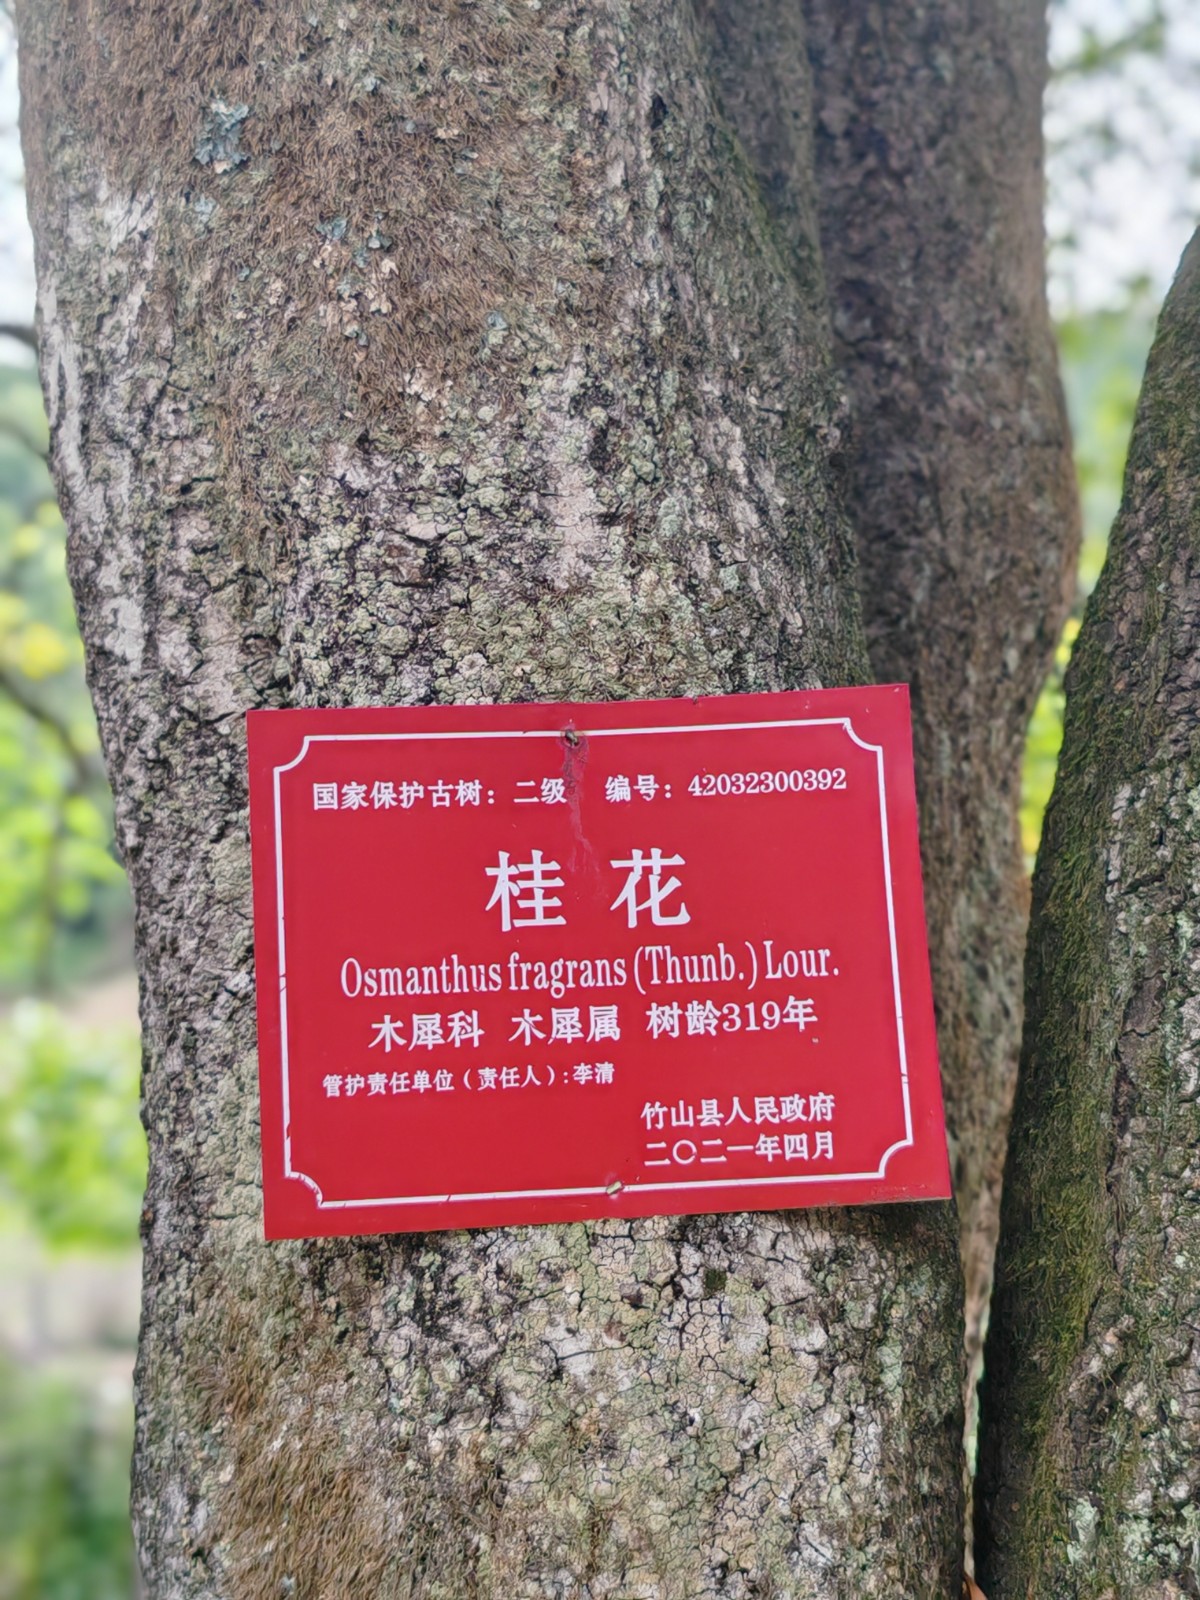 国家保护古树：二级 编号：42032300392
桂花
Osmanthus fragrans (Thunb.) Lour.
木犀科 木犀属 树龄319年
管护责任单位（责任人）:李清
竹山县人民政府
二〇二一年四月